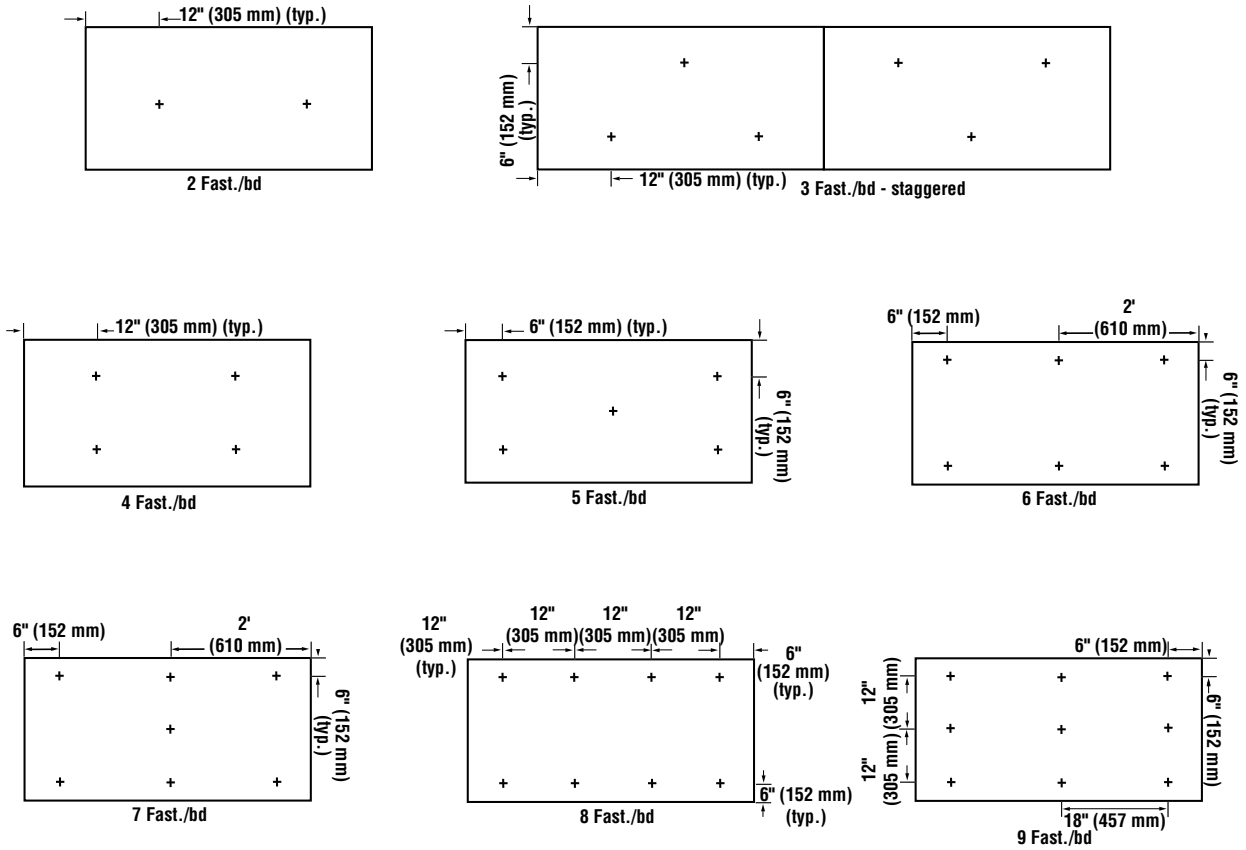 12" (305 mm) (typ.)
2 Fast./bd
6" (152 mm)
(typ.)
12" (305 mm) (typ.)
3 Fast./bd - staggered
12" (305 mm) (typ.)
4 Fast./bd
6" (152 mm) (typ.)
6" (152 mm)
(typ.)
5 Fast./bd
6" (152 mm)
2'
(610 mm)
6" (152 mm)
(typ.)
6 Fast./bd
6" (152 mm)
2'
(610 mm)
6" (152 mm)
(typ.)
7 Fast./bd
12"
(305 mm)
(typ.)
12"
(305 mm)
12"
(305 mm)
12"
(305 mm)
6"
(152 mm)
(typ.)
6" (152 mm)
(typ.)
8 Fast./bd
6" (152 mm)
12"
(305 mm)
12"
(305 mm)
6" (152 mm)
18" (457 mm)
9 Fast./bd